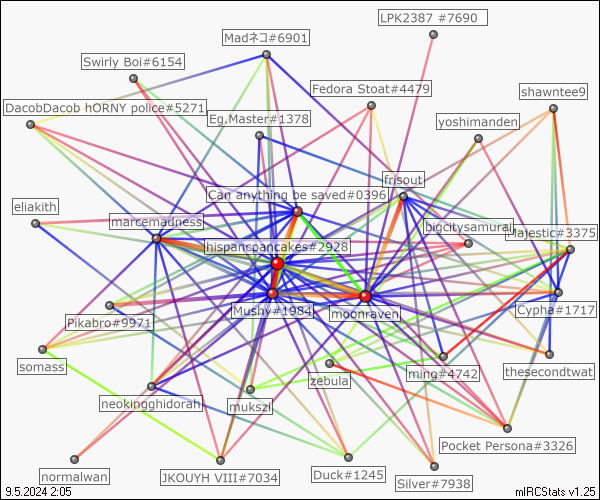 LPK2387 #7690
Madネコ#6901
Swirly Boi#6154
Fedora Stoat#4479
shawntee9
DacobDacob hORNY police#5271
Eg.Master#1378
yoshimanden
frisout
Can anything be saved#0396
eliakith
marcemadness
bigcitysamurai
Majestic#3375
hispancpancakes#2928
Mushy#1984
moonraven
Cypha#1717
Pikabro#9971
somass
zebula
ming#4742
thesecondtwat
neokingghidorah
mukszi
Pocket Persona#3326
normalwan
JKOUYH VIII#7034
Duck#1245
Silver#7938
9.5.2024 2:05
mIRCStats v1.25